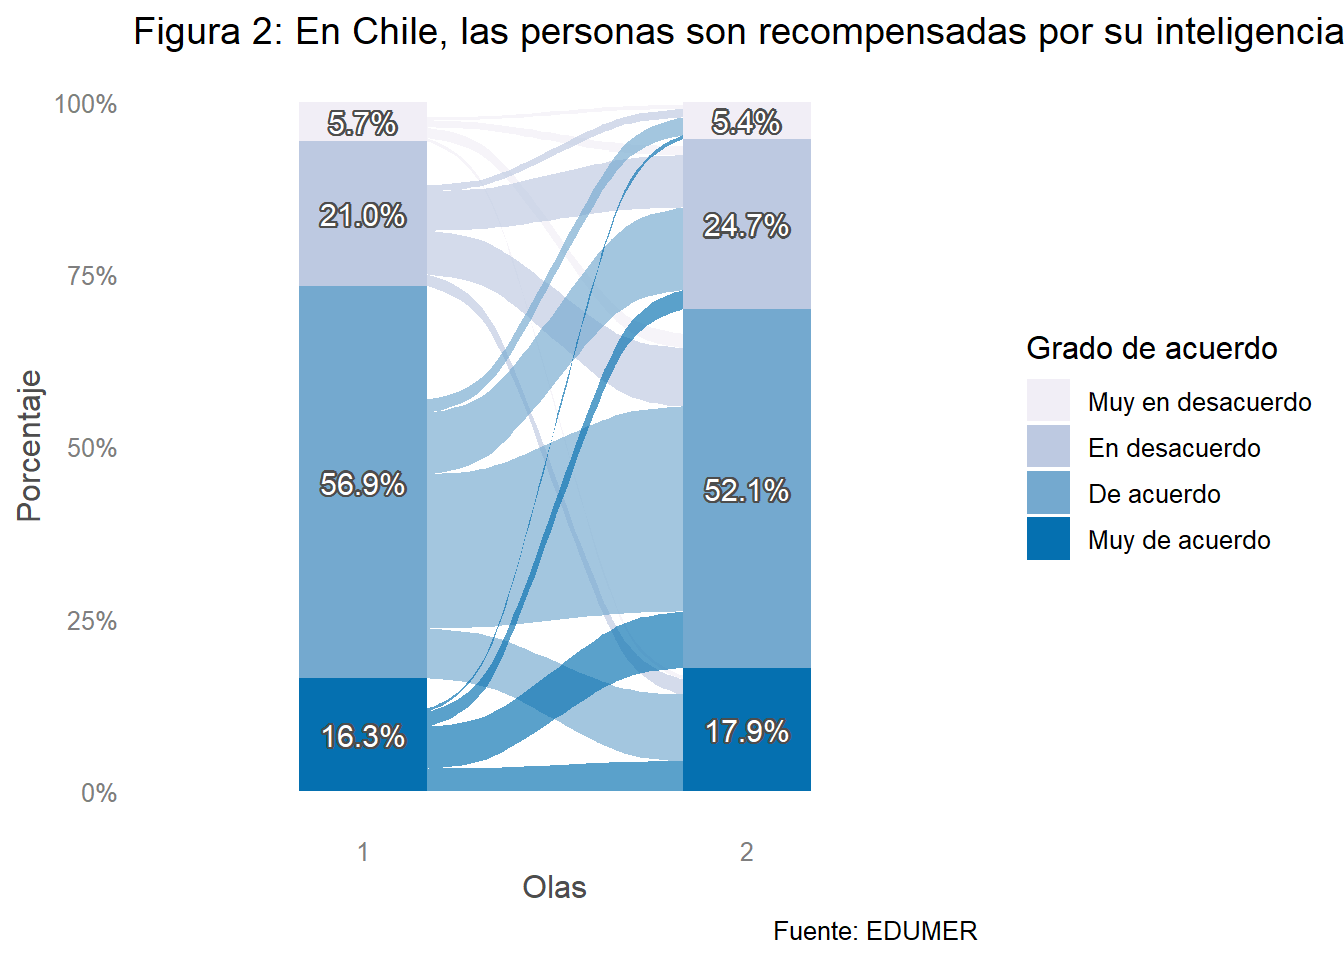 Figura 2: En Chile, las personas son recompensadas por su inteligencia
100%
75%
50%
25%
0%
Porcentaje
5.7%
21.0%
56.9%
16.3%
5.4%
24.7%
52.1%
17.9%
1
2
Olas
Grado de acuerdo
Muy en desacuerdo
En desacuerdo
De acuerdo
Muy de acuerdo
Fuente: EDUMER